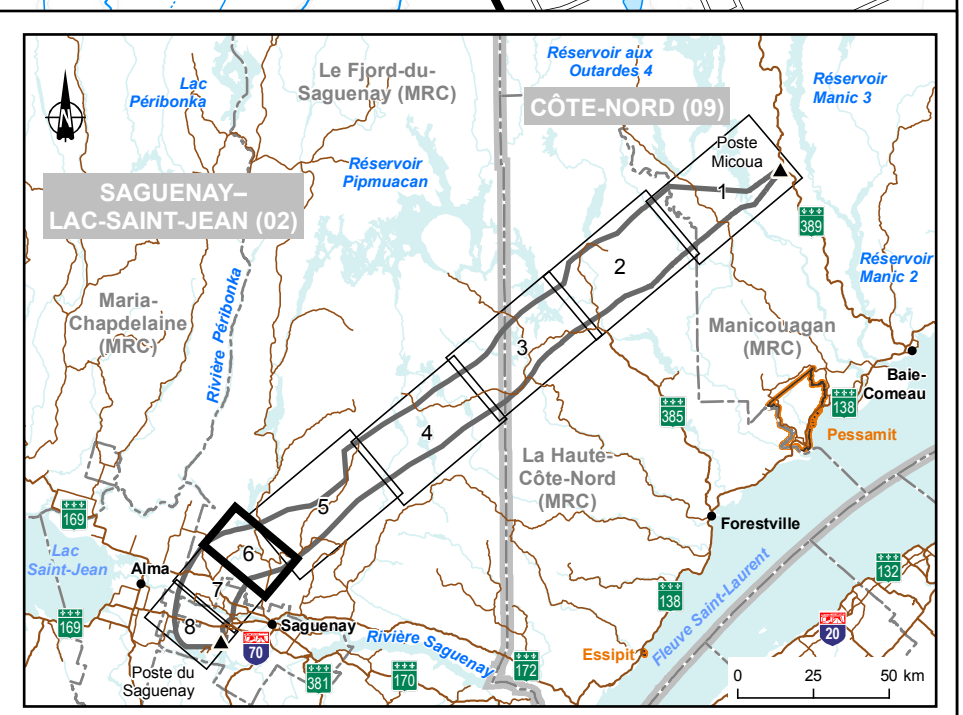 Lac
Péribonka
Le Fjord-du-
Saguenay (MRC)
Réservoir aux
Outardes 4
Réservoir
Manic 3
CÔTE-NORD (09)
N
Poste
Micoua
1
Réservoir
Pipmuacan
SAGUENAY–
LAC-SAINT-JEAN (02)
389
Réservoir
Manic 2
2
Maria-
Chapdelaine
(MRC)
Rivière Péribonka
3
Manicouagan
(MRC)
Baie-
Comeau
138
385
Pessamit
4
La Haute-
Côte-Nord
(MRC)
5
169
Forestville
Lac
Saint-Jean
6
Alma
7
132
138
169
8
Saguenay
Rivière Saguenay
Fleuve Saint-Laurent
20
70
Essipit
172
Poste du
Saguenay
381
170
0 25 50 km